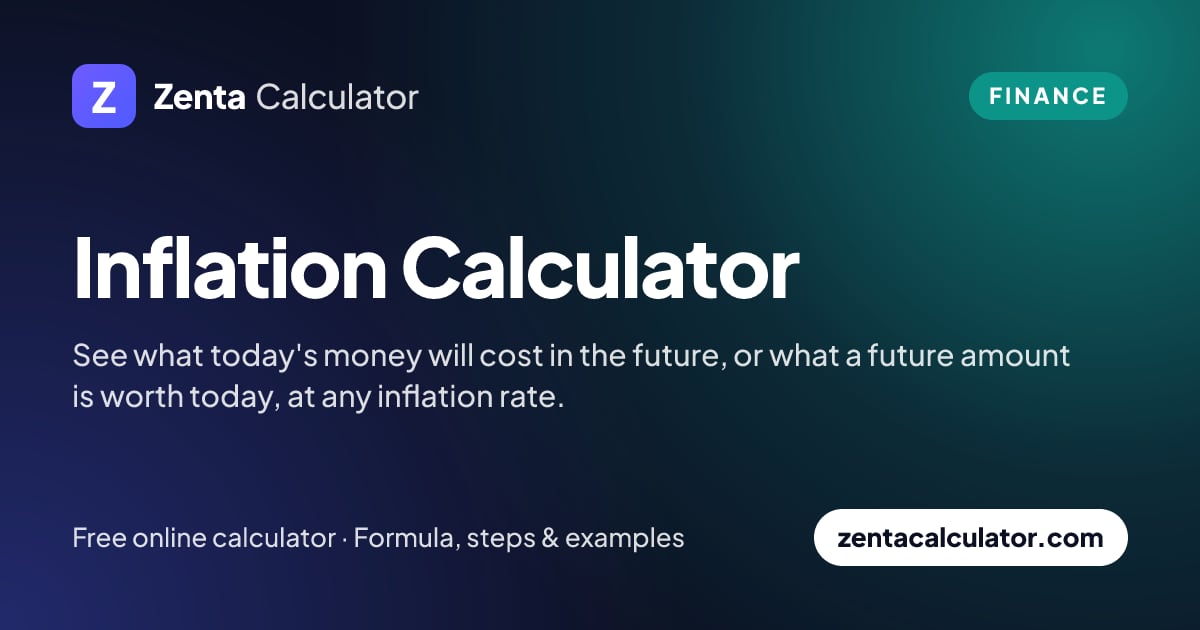 Z
Zenta Calculator
FINANCE
Inflation Calculator
See what today's money will cost in the future, or what a future amount
is worth today, at any inflation rate.
Free online calculator · Formula, steps & examples
zentacalculator.com